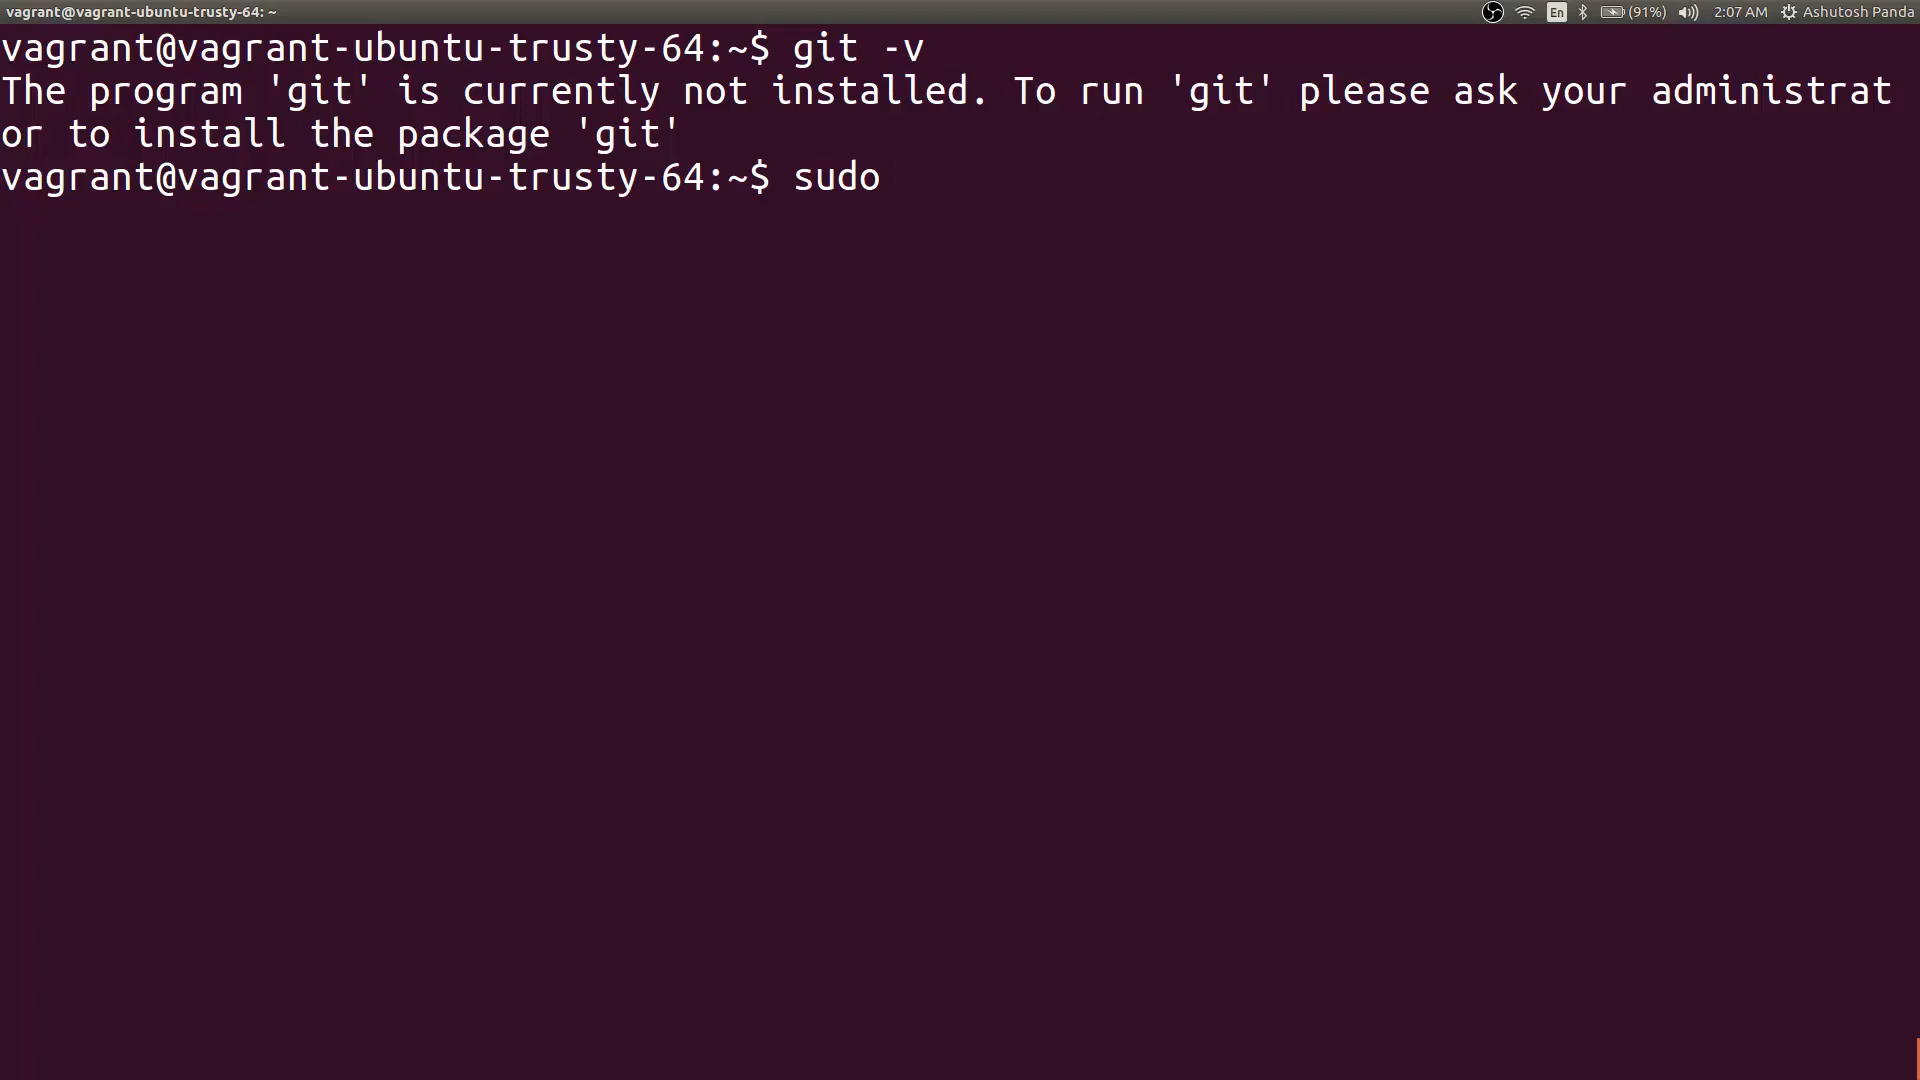 vagrant@vagrant-ubuntu-trusty-64: ~ En (91%) 2:07 AM Ashutosh Panda
vagrant@vagrant-ubuntu-trusty-64:~$ git -v
The program 'git' is currently not installed. To run 'git' please ask your administrat
or to install the package 'git'
vagrant@vagrant-ubuntu-trusty-64:~$ sudo